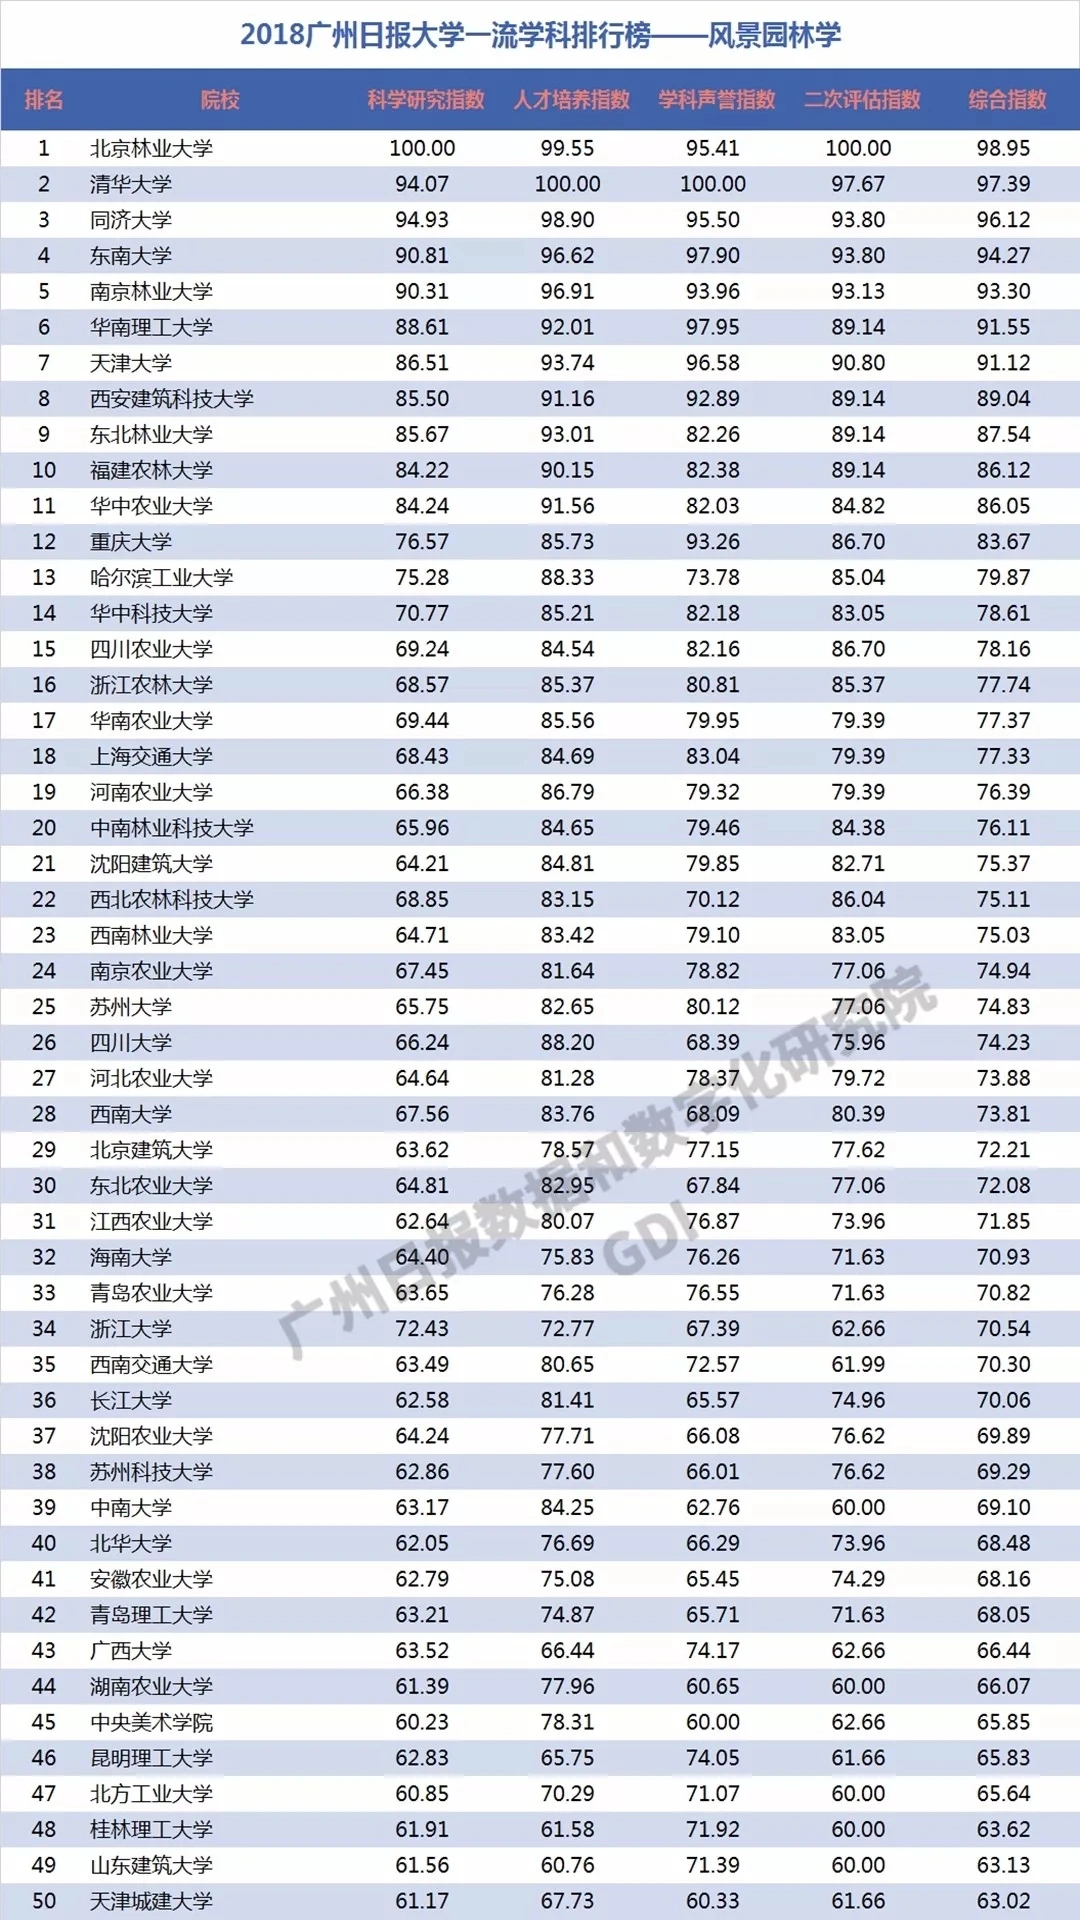 2018广州日报大学一流学科排行榜——风景园林学
排名 院校 科学研究指数 人才培养指数 学科声誉指数 二次评估指数 综合指数
1 北京林业大学 100.00 99.55 95.41 100.00 98.95
2 清华大学 94.07 100.00 100.00 97.67 97.39
3 同济大学 94.93 98.90 95.50 93.80 96.12
4 东南大学 90.81 96.62 97.90 93.80 94.27
5 南京林业大学 90.31 96.91 93.96 93.13 93.30
6 华南理工大学 88.61 92.01 97.95 89.14 91.55
7 天津大学 86.51 93.74 96.58 90.80 91.12
8 西安建筑科技大学 85.50 91.16 92.89 89.14 89.04
9 东北林业大学 85.67 93.01 82.26 89.14 87.54
10 福建农林大学 84.22 90.15 82.38 89.14 86.12
11 华中农业大学 84.24 91.56 82.03 84.82 86.05
12 重庆大学 76.57 85.73 93.26 86.70 83.67
13 哈尔滨工业大学 75.28 88.33 73.78 85.04 79.87
14 华中科技大学 70.77 85.21 82.18 83.05 78.61
15 四川农业大学 69.24 84.54 82.16 86.70 78.16
16 浙江农林大学 68.57 85.37 80.81 85.37 77.74
17 华南农业大学 69.44 85.56 79.95 79.39 77.37
18 上海交通大学 68.43 84.69 83.04 79.39 77.33
19 河南农业大学 66.38 86.79 79.32 79.39 76.39
20 中南林业科技大学 65.96 84.65 79.46 84.38 76.11
21 沈阳建筑大学 64.21 84.81 79.85 82.71 75.37
22 西北农林科技大学 68.85 83.15 70.12 86.04 75.11
23 西南林业大学 64.71 83.42 79.10 83.05 75.03
24 南京农业大学 67.45 81.64 78.82 77.06 74.94
25 苏州大学 65.75 82.65 80.12 77.06 74.83
26 四川大学 66.24 88.20 68.39 75.96 74.23
27 河北农业大学 64.64 81.28 78.37 79.72 73.88
28 西南大学 67.56 83.76 68.09 80.39 73.81
29 北京建筑大学 63.62 78.57 77.15 77.62 72.21
30 东北农业大学 64.81 82.95 67.84 77.06 72.08
31 江西农业大学 62.64 80.07 76.87 73.96 71.85
32 海南大学 64.40 75.83 76.26 71.63 70.93
33 青岛农业大学 63.65 76.28 76.55 71.63 70.82
34 浙江大学 72.43 72.77 67.39 62.66 70.54
35 西南交通大学 63.49 80.65 72.57 61.99 70.30
36 长江大学 62.58 81.41 65.57 74.96 70.06
37 沈阳农业大学 64.24 77.71 66.08 76.62 69.89
38 苏州科技大学 62.86 77.60 66.01 76.62 69.29
39 中南大学 63.17 84.25 62.76 60.00 69.10
40 北华大学 62.05 76.69 66.29 73.96 68.48
41 安徽农业大学 62.79 75.08 65.45 74.29 68.16
42 青岛理工大学 63.21 74.87 65.71 71.63 68.05
43 广西大学 63.52 66.44 74.17 62.66 66.44
44 湖南农业大学 61.39 77.96 60.65 60.00 66.07
45 中央美术学院 60.23 78.31 60.00 62.66 65.85
46 昆明理工大学 62.83 65.75 74.05 61.66 65.83
47 北方工业大学 60.85 70.29 71.07 60.00 65.64
48 桂林理工大学 61.91 61.58 71.92 60.00 63.62
49 山东建筑大学 61.56 60.76 71.39 60.00 63.13
50 天津城建大学 61.17 67.73 60.33 61.66 63.02
广州日报数据和数字化研究院
GDI